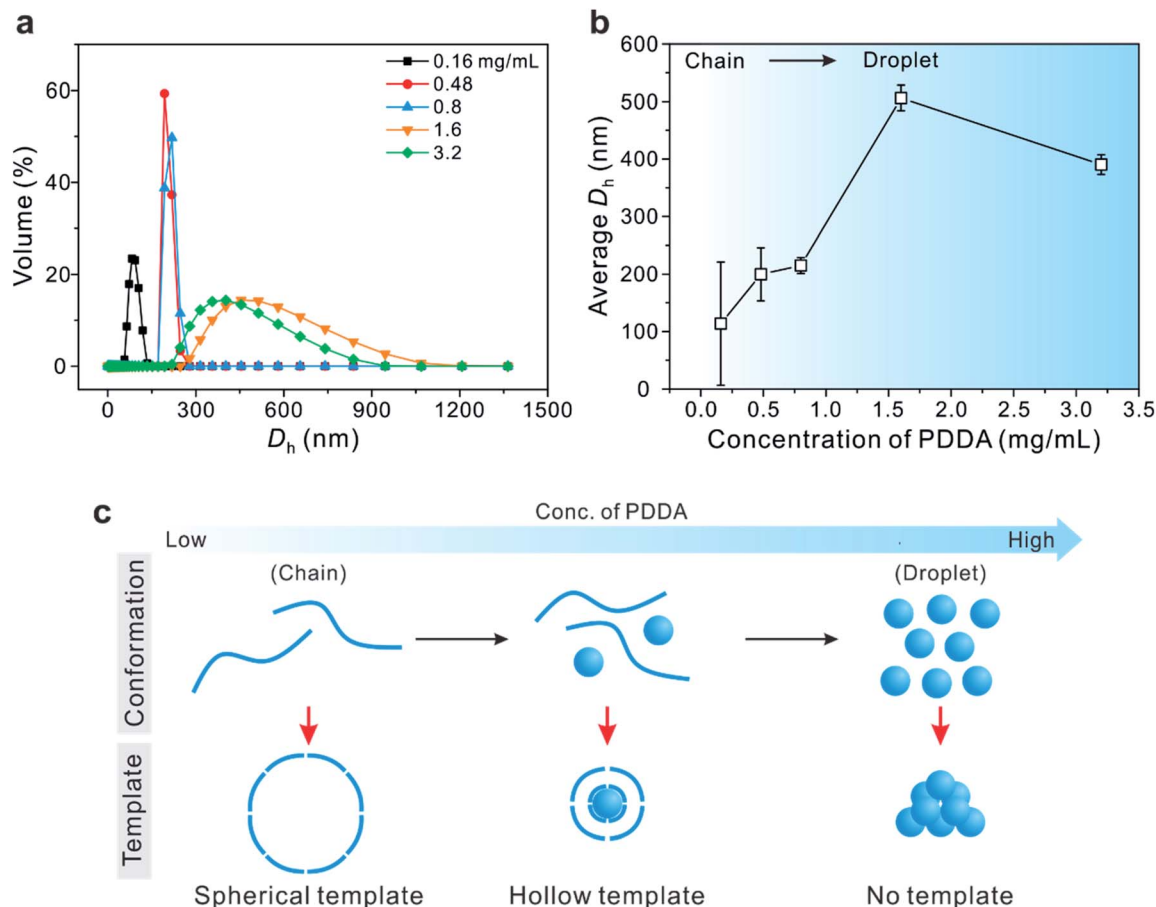 a
0.16 mg/mL
0.48
0.8
1.6
3.2
60
40
20
0
Volume (%)
0 300 600 900 1200 1500
Dh (nm)
b
Chain Droplet
600
500
400
300
200
100
0
Average Dh (nm)
0.0 0.5 1.0 1.5 2.0 2.5 3.0 3.5
Concentration of PDDA (mg/mL)
c
Conc. of PDDA
Low High
Conformation
(Chain) (Droplet)
Template
Spherical template Hollow template No template